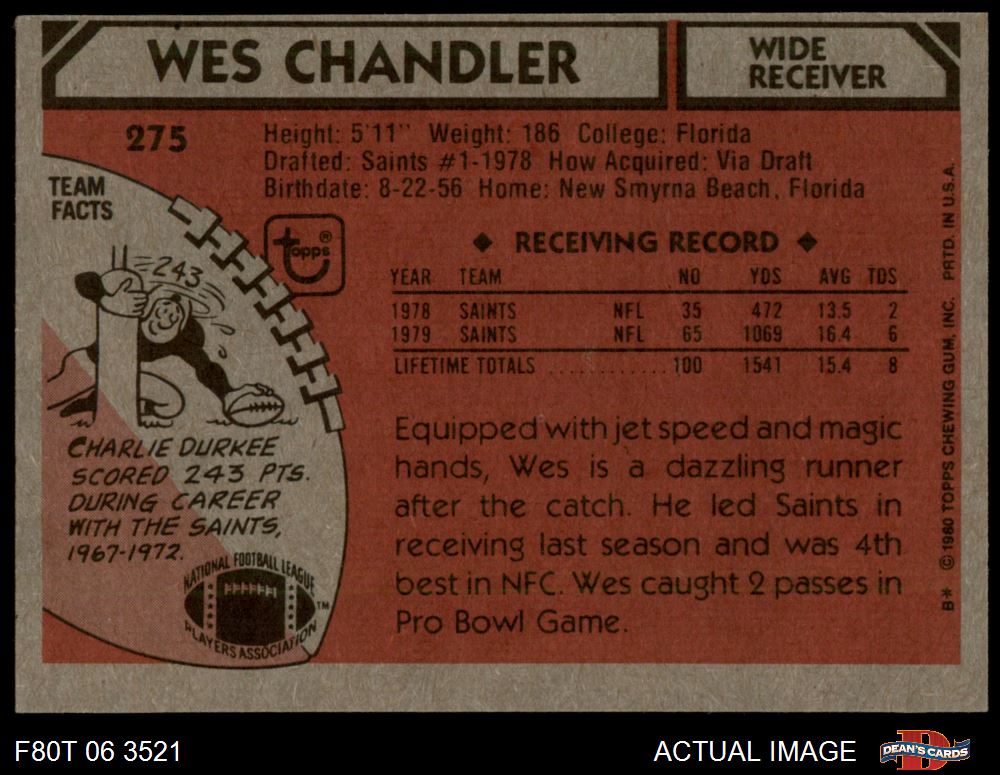 WES CHANDLER
WIDE
RECEIVER
275
Height: 5'11" Weight: 186 College: Florida
Drafted: Saints #1-1978 How Acquired: Via Draft
Birthdate: 8-22-56 Home: New Smyrna Beach, Florida
TEAM
FACTS
topps®
243
CHARLIE DURKEE
SCORED 243 PTS.
DURING CAREER
WITH THE SAINTS,
1967-1972.
NATIONAL FOOTBALL LEAGUE
PLAYERS ASSOCIATION
TM
◆ RECEIVING RECORD ◆
YEAR TEAM NO YDS AVG TDS
1978 SAINTS NFL 35 472 13.5 2
1979 SAINTS NFL 65 1069 16.4 6
LIFETIME TOTALS ............ 100 1541 15.4 8
Equipped with jet speed and magic
hands, Wes is a dazzling runner
after the catch. He led Saints in
receiving last season and was 4th
best in NFC. Wes caught 2 passes in
Pro Bowl Game.
B* © 1980 TOPPS CHEWING GUM, INC. PRTD. IN U.S.A.
F80T 06 3521
ACTUAL IMAGE
D
DEAN'S CARDS